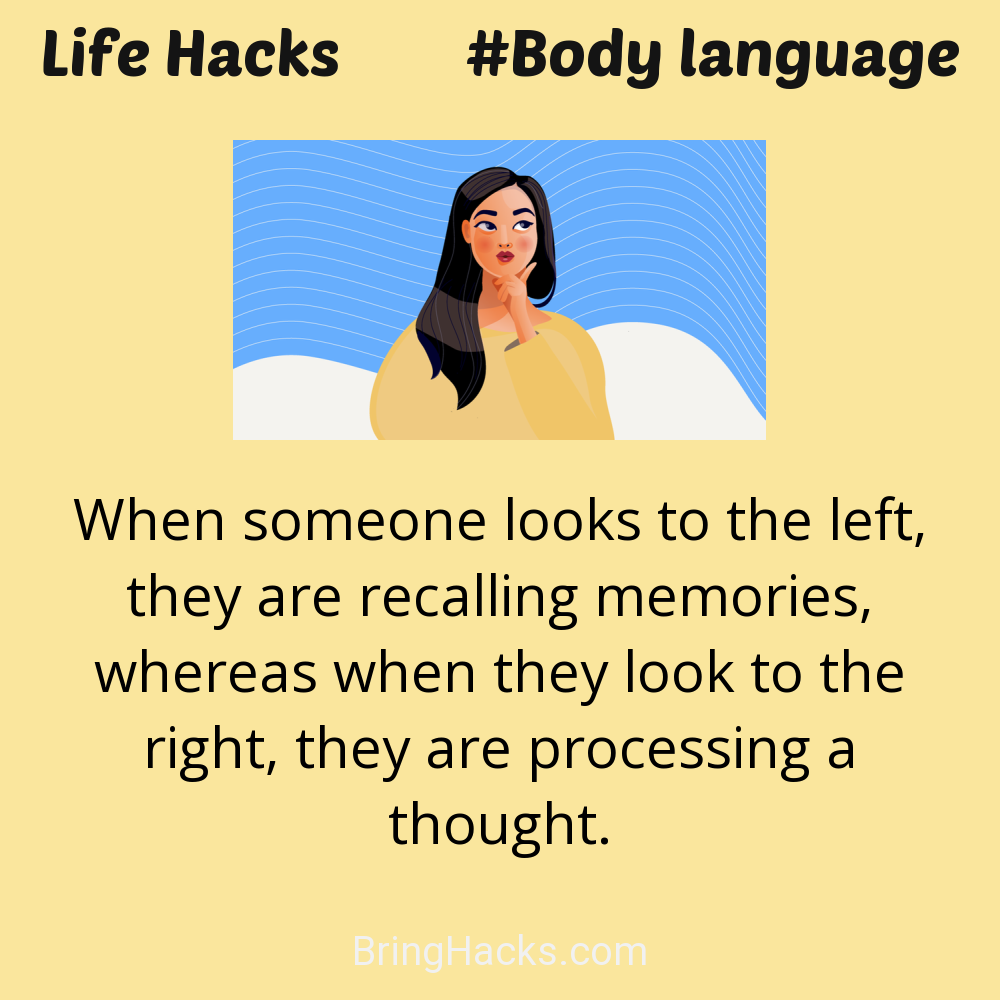 Life Hacks #Body language
When someone looks to the left,
they are recalling memories,
whereas when they look to the
right, they are processing a
thought.
BringHacks.com